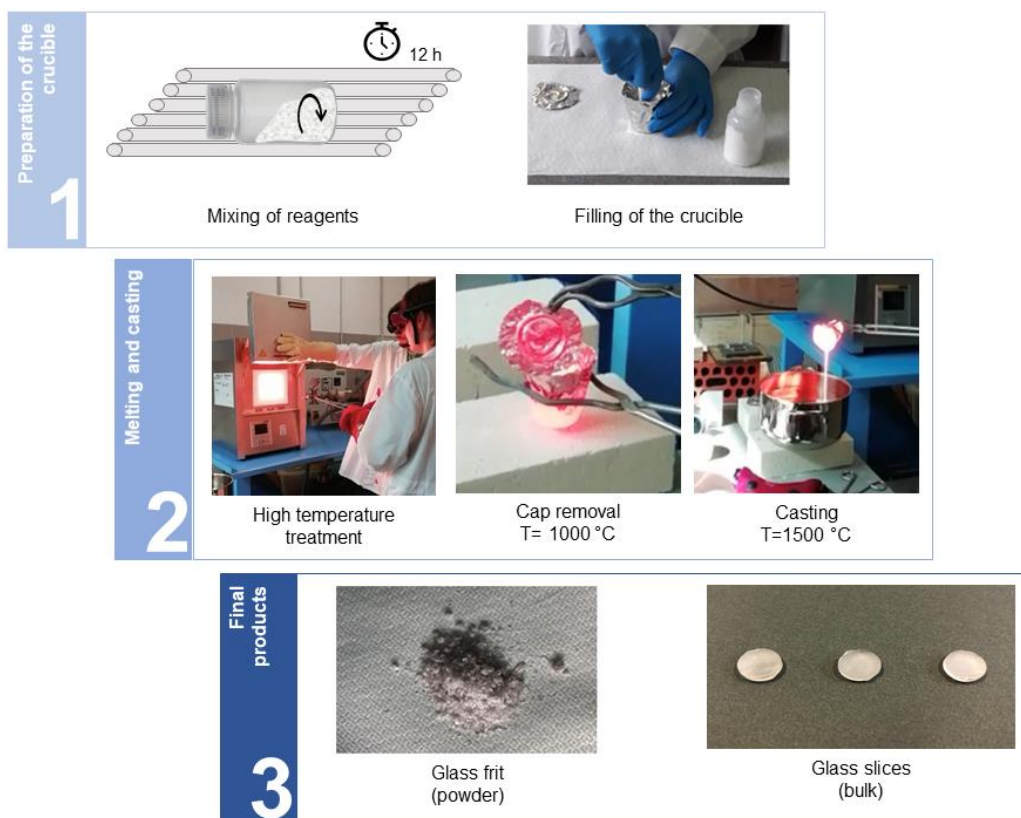 Preparation of the
crucible
1
12 h
Mixing of reagents
Filling of the crucible
Melting and casting
2
High temperature
treatment
Cap removal
T= 1000 °C
Casting
T=1500 °C
Final
products
3
Glass frit
(powder)
Glass slices
(bulk)